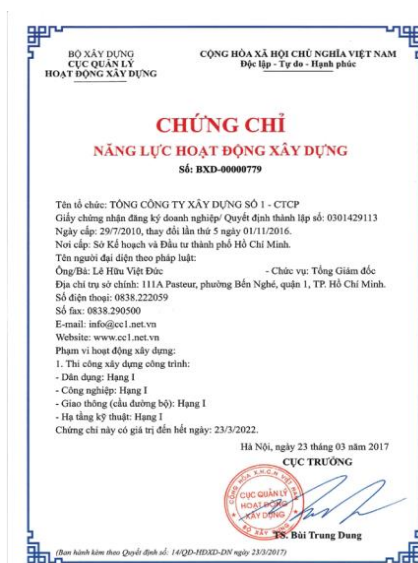 BỘ XÂY DỰNG
CỤC QUẢN LÝ
HOẠT ĐỘNG XÂY DỰNG
CỘNG HÒA XÃ HỘI CHỦ NGHĨA VIỆT NAM
Độc lập - Tự do - Hạnh phúc
CHỨNG CHỈ
NĂNG LỰC HOẠT ĐỘNG XÂY DỰNG
Số: BXD-00000779
Tên tổ chức: TỔNG CÔNG TY XÂY DỰNG SỐ 1 - CTCP
Giấy chứng nhận đăng ký doanh nghiệp/ Quyết định thành lập số: 0301429113
Ngày cấp: 29/7/2010, thay đổi lần thứ 5 ngày 01/11/2016.
Nơi cấp: Sở Kế hoạch và Đầu tư thành phố Hồ Chí Minh.
Tên người đại diện theo pháp luật:
Ông/Bà: Lê Hữu Việt Đức - Chức vụ: Tổng Giám đốc
Địa chỉ trụ sở chính: 111A Pasteur, phường Bến Nghé, quận 1, TP. Hồ Chí Minh.
Số điện thoại: 0838.222059
Số fax: 0838.290500
E-mail: info@cc1.net.vn
Website: www.cc1.net.vn
Phạm vi hoạt động xây dựng:
1. Thi công xây dựng công trình:
- Dân dụng: Hạng I
- Công nghiệp: Hạng I
- Giao thông (cầu đường bộ): Hạng I
- Hạ tầng kỹ thuật: Hạng I
Chứng chỉ này có giá trị đến hết ngày: 23/3/2022.
Hà Nội, ngày 23 tháng 03 năm 2017
CỤC TRƯỞNG
CỘNG HÒA X.H.C.N VIỆT NAM
CỤC QUẢN LÝ
HOẠT ĐỘNG
XÂY DỰNG
BỘ XÂY DỰNG
TS. Bùi Trung Dung
(Ban hành kèm theo Quyết định số: 14/QĐ-HĐXD-DN ngày 23/3/2017)